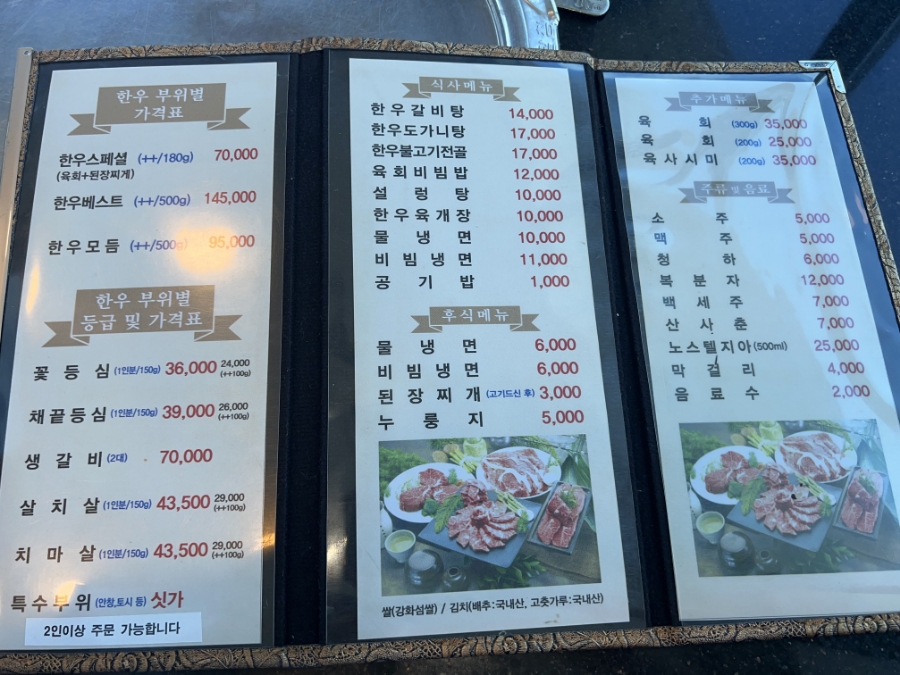 한우 부위별
가격표
한우스페셜 (++/180g) 70,000
(육회+된장찌게)
한우베스트 (++/500g) 145,000
한우모듬 (++/500g) 95,000
한우 부위별
등급 및 가격표
꽃등심 (1인분/150g) 36,000 24,000 (++100g)
채끝등심 (1인분/150g) 39,000 26,000 (++100g)
생갈비 (2대) 70,000
살치살 (1인분/150g) 43,500 29,000 (++100g)
치마살 (1인분/150g) 43,500 29,000 (++100g)
특수부위 (안창,토시 등) 싯가
2인이상 주문 가능합니다
식사메뉴
한우갈비탕 14,000
한우도가니탕 17,000
한우불고기전골 17,000
육회비빔밥 12,000
설렁탕 10,000
한우육개장 10,000
물냉면 10,000
비빔냉면 11,000
공기밥 1,000
후식메뉴
물냉면 6,000
비빔냉면 6,000
된장찌개 (고기드신 후) 3,000
누룽지 5,000
쌀(강화섬쌀) / 김치(배추:국내산, 고춧가루:국내산)
추가메뉴
육회 (300g) 35,000
육회 (200g) 25,000
육사시미 (200g) 35,000
주류 및 음료
소주 5,000
맥주 5,000
청하 6,000
복분자 12,000
백세주 7,000
산사춘 7,000
노스텔지아 (500ml) 25,000
막걸리 4,000
음료수 2,000